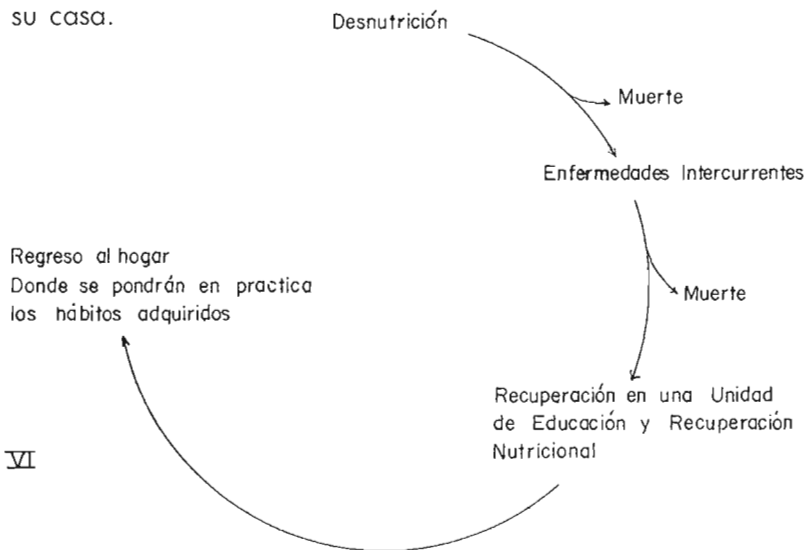 su casa.
Desnutrición
Muerte
Enfermedades Intercurrentes
Muerte
Recuperación en una Unidad
de Educación y Recuperación
Nutricional
Regreso al hogar
Donde se pondrán en practica
los hábitos adquiridos
VI